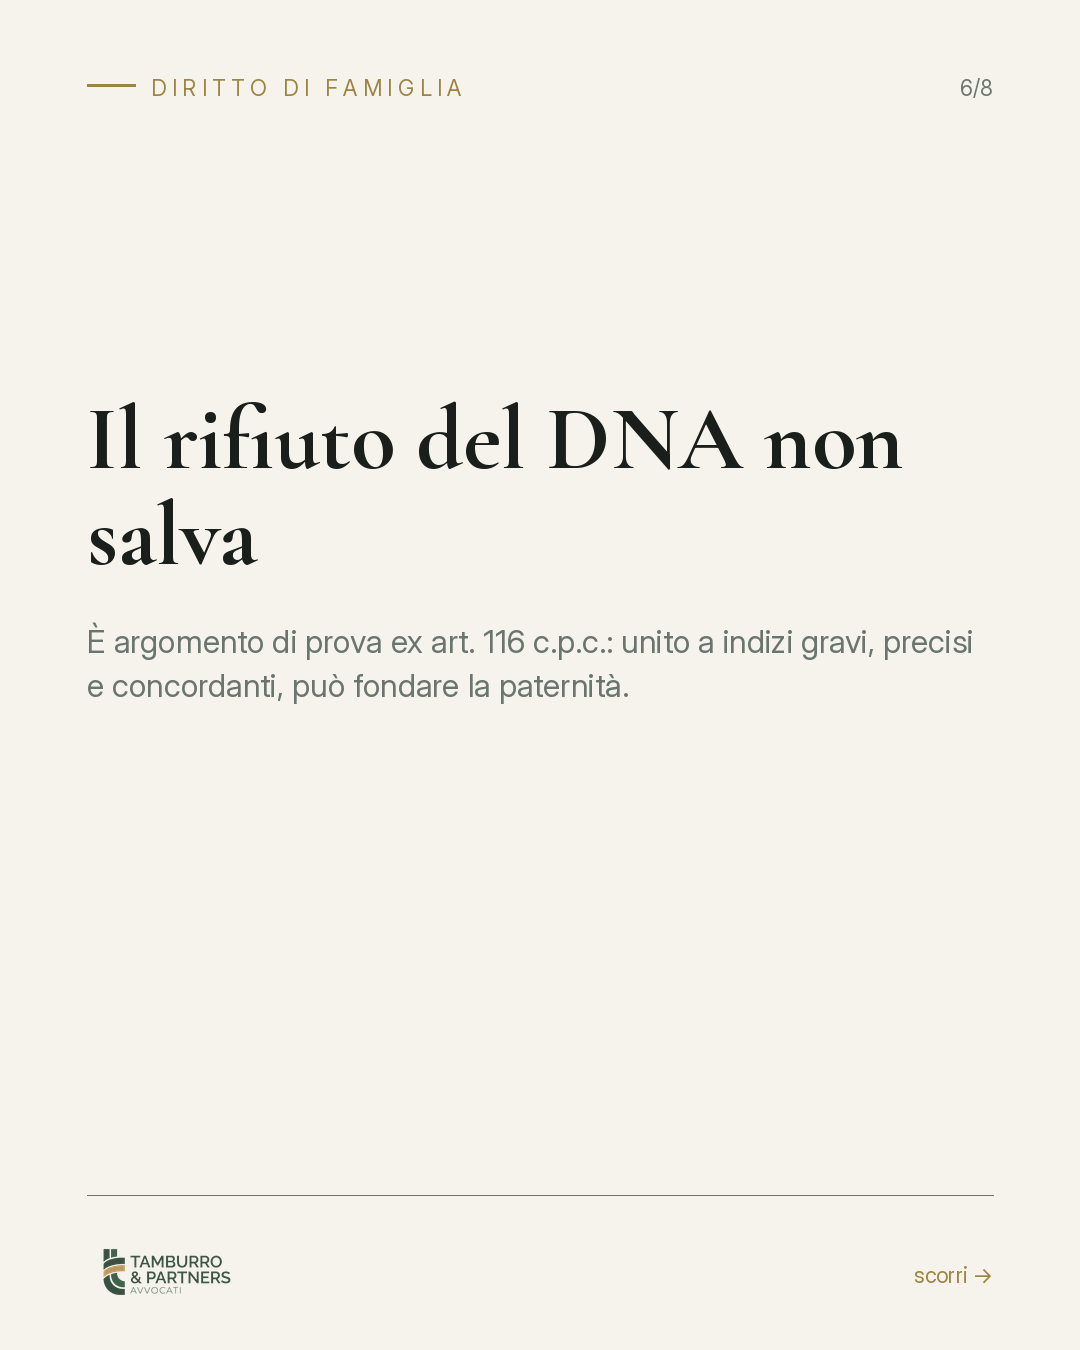 DIRITTO DI FAMIGLIA
6/8
Il rifiuto del DNA non
salva
È argomento di prova ex art. 116 c.p.c.: unito a indizi gravi, precisi
e concordanti, può fondare la paternità.
TAMBURRO
& PARTNERS
AVVOCATI
scorri →